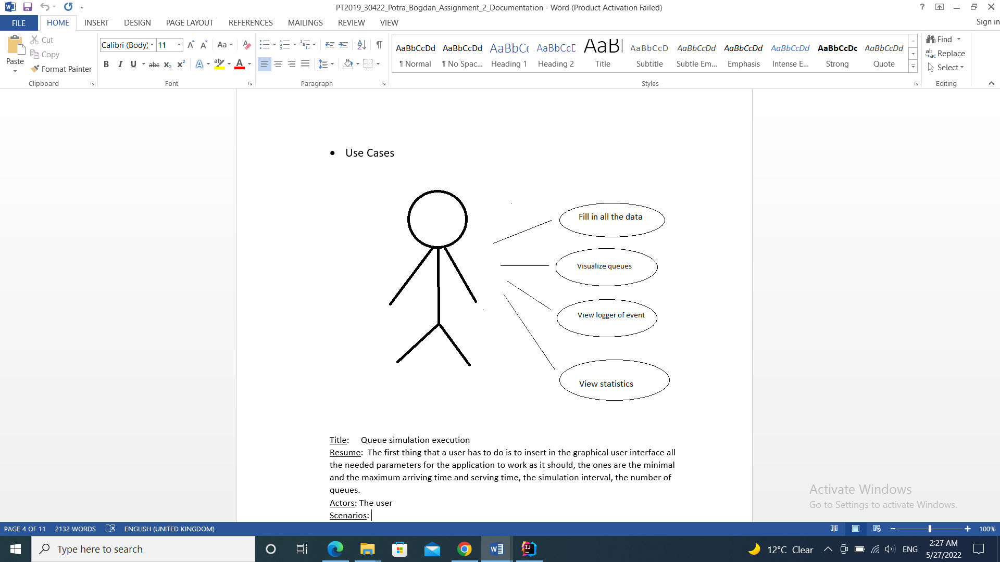 PT2019_30422_Potra_Bogdan_Assignment_2_Documentation - Word (Product Activation Failed)
?
FILE HOME INSERT DESIGN PAGE LAYOUT REFERENCES MAILINGS REVIEW VIEW
Sign in
Paste
Cut
Copy
Format Painter
Clipboard
Calibri (Body) 11
Aa
B I U abc x₂ x² A ab A
Font
Paragraph
AaBbCcDd AaBbCcDd AaBbCc AaBbCcD AaBl AaBbCcD AaBbCcDd AaBbCcDd AaBbCcDd AaBbCcDc AaBbCcDd
¶ Normal ¶ No Spac... Heading 1 Heading 2 Title Subtitle Subtle Em... Emphasis Intense E... Strong Quote
Styles
Find
Replace
Select
Editing
• Use Cases
Fill in all the data
Visualize queues
View logger of event
View statistics
Title: Queue simulation execution
Resume: The first thing that a user has to do is to insert in the graphical user interface all
the needed parameters for the application to work as it should, the ones are the minimal
and the maximum arriving time and serving time, the simulation interval, the number of
queues.
Actors: The user
Scenarios:
Activate Windows
Go to Settings to activate Windows.
PAGE 4 OF 11 2132 WORDS ENGLISH (UNITED KINGDOM)
100%
Type here to search
12°C Clear
ENG
2:27 AM
5/27/2022